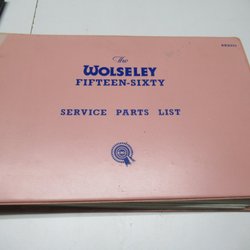 The
WOLSELEY
FIFTEEN-SIXTY
SERVICE PARTS LIST